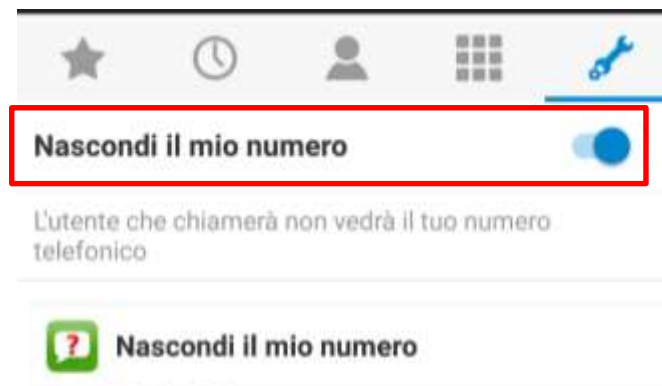 Nascondi il mio numero
L'utente che chiamerà non vedrà il tuo numero
telefonico
?
Nascondi il mio numero